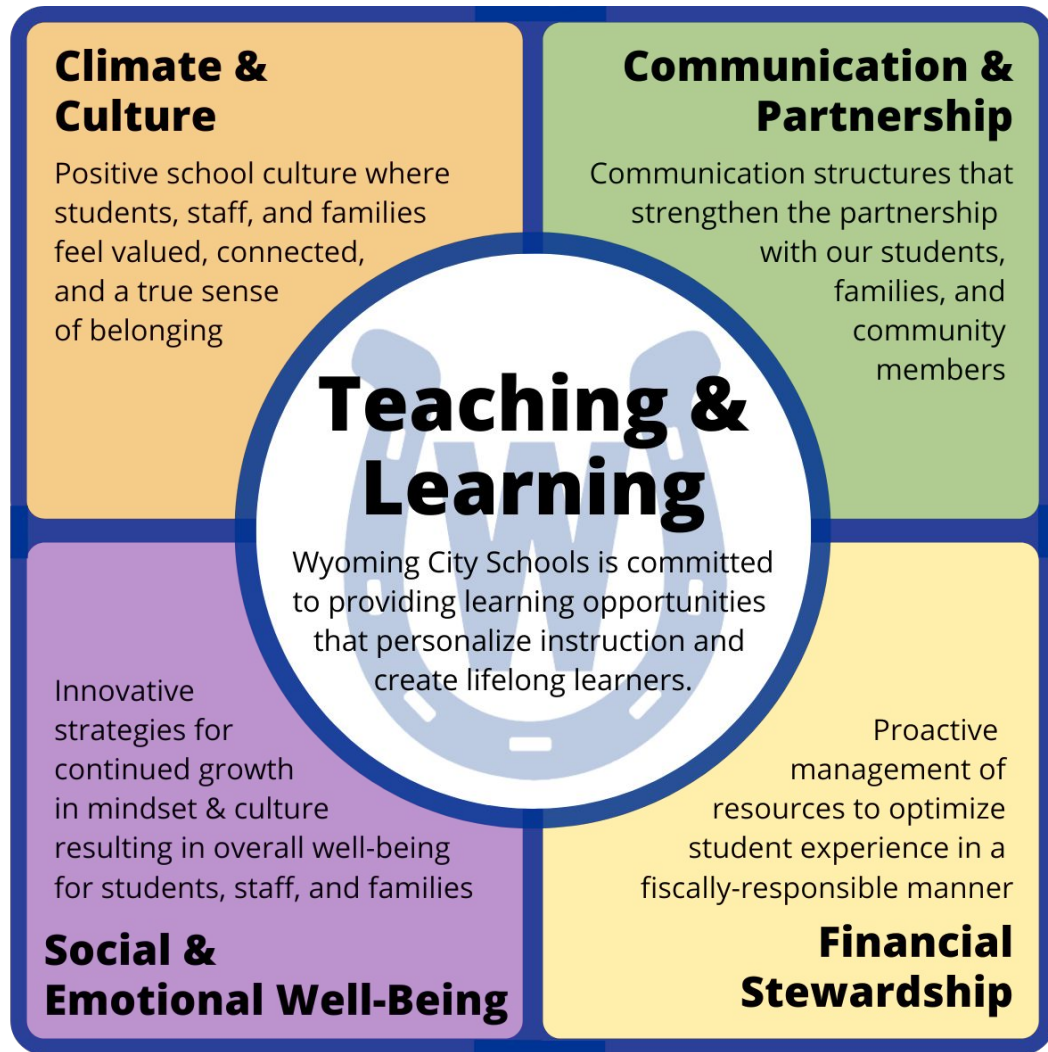 Climate &
Culture
Positive school culture where
students, staff, and families
feel valued, connected,
and a true sense
of belonging
Communication &
Partnership
Communication structures that
strengthen the partnership
with our students,
families, and
community
members
W
Teaching &
Learning
Wyoming City Schools is committed
to providing learning opportunities
that personalize instruction and
create lifelong learners.
Innovative
strategies for
continued growth
in mindset & culture
resulting in overall well-being
for students, staff, and families
Social &
Emotional Well-Being
Proactive
management of
resources to optimize
student experience in a
fiscally-responsible manner
Financial
Stewardship